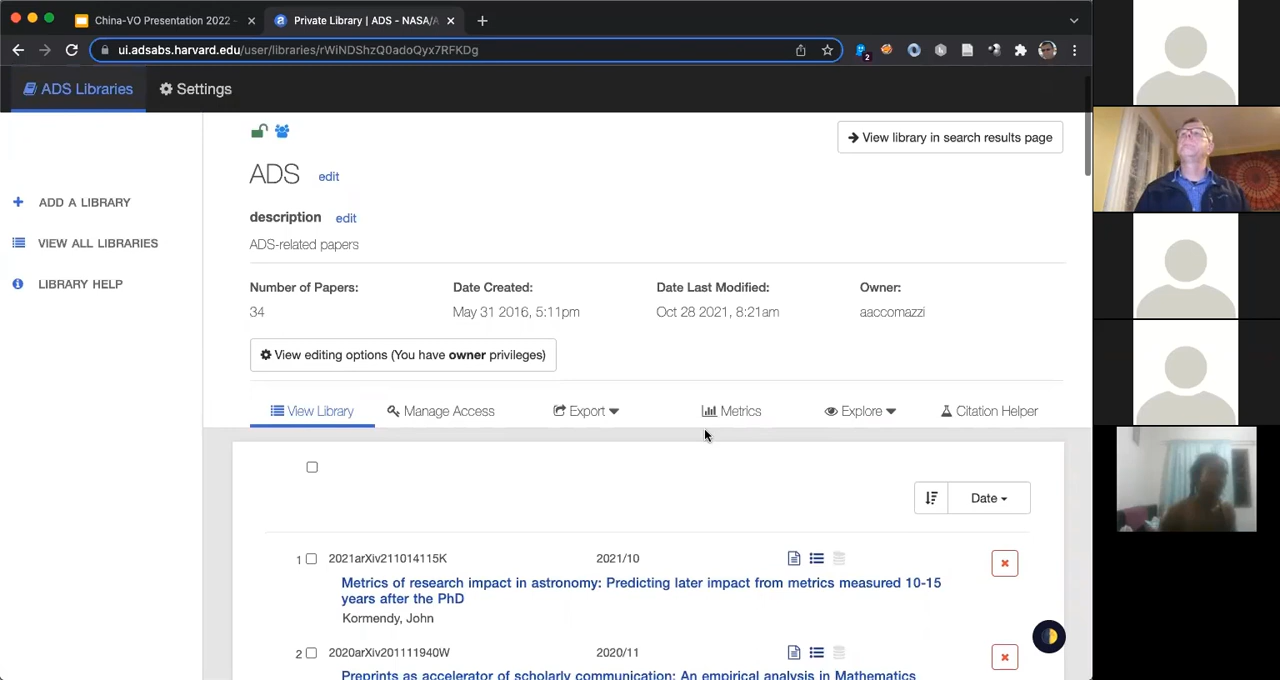 China-VO Presentation 2022 -
Private Library | ADS - NASA/A
ui.adsabs.harvard.edu/user/libraries/rWiNDShzQ0adoQyx7RFKDg
2
ADS Libraries
Settings
View library in search results page
ADS edit
ADD A LIBRARY
description edit
VIEW ALL LIBRARIES
ADS-related papers
LIBRARY HELP
Number of Papers: Date Created: Date Last Modified: Owner:
34 May 31 2016, 5:11pm Oct 28 2021, 8:21am aaccomazzi
View editing options (You have owner privileges)
View Library Manage Access Export Metrics Explore Citation Helper
Date
1 2021arXiv211014115K 2021/10
Metrics of research impact in astronomy: Predicting later impact from metrics measured 10-15
years after the PhD
Kormendy, John
2 2020arXiv201111940W 2020/11
Preprints as accelerator of scholarly communication: An empirical analysis in Mathematics